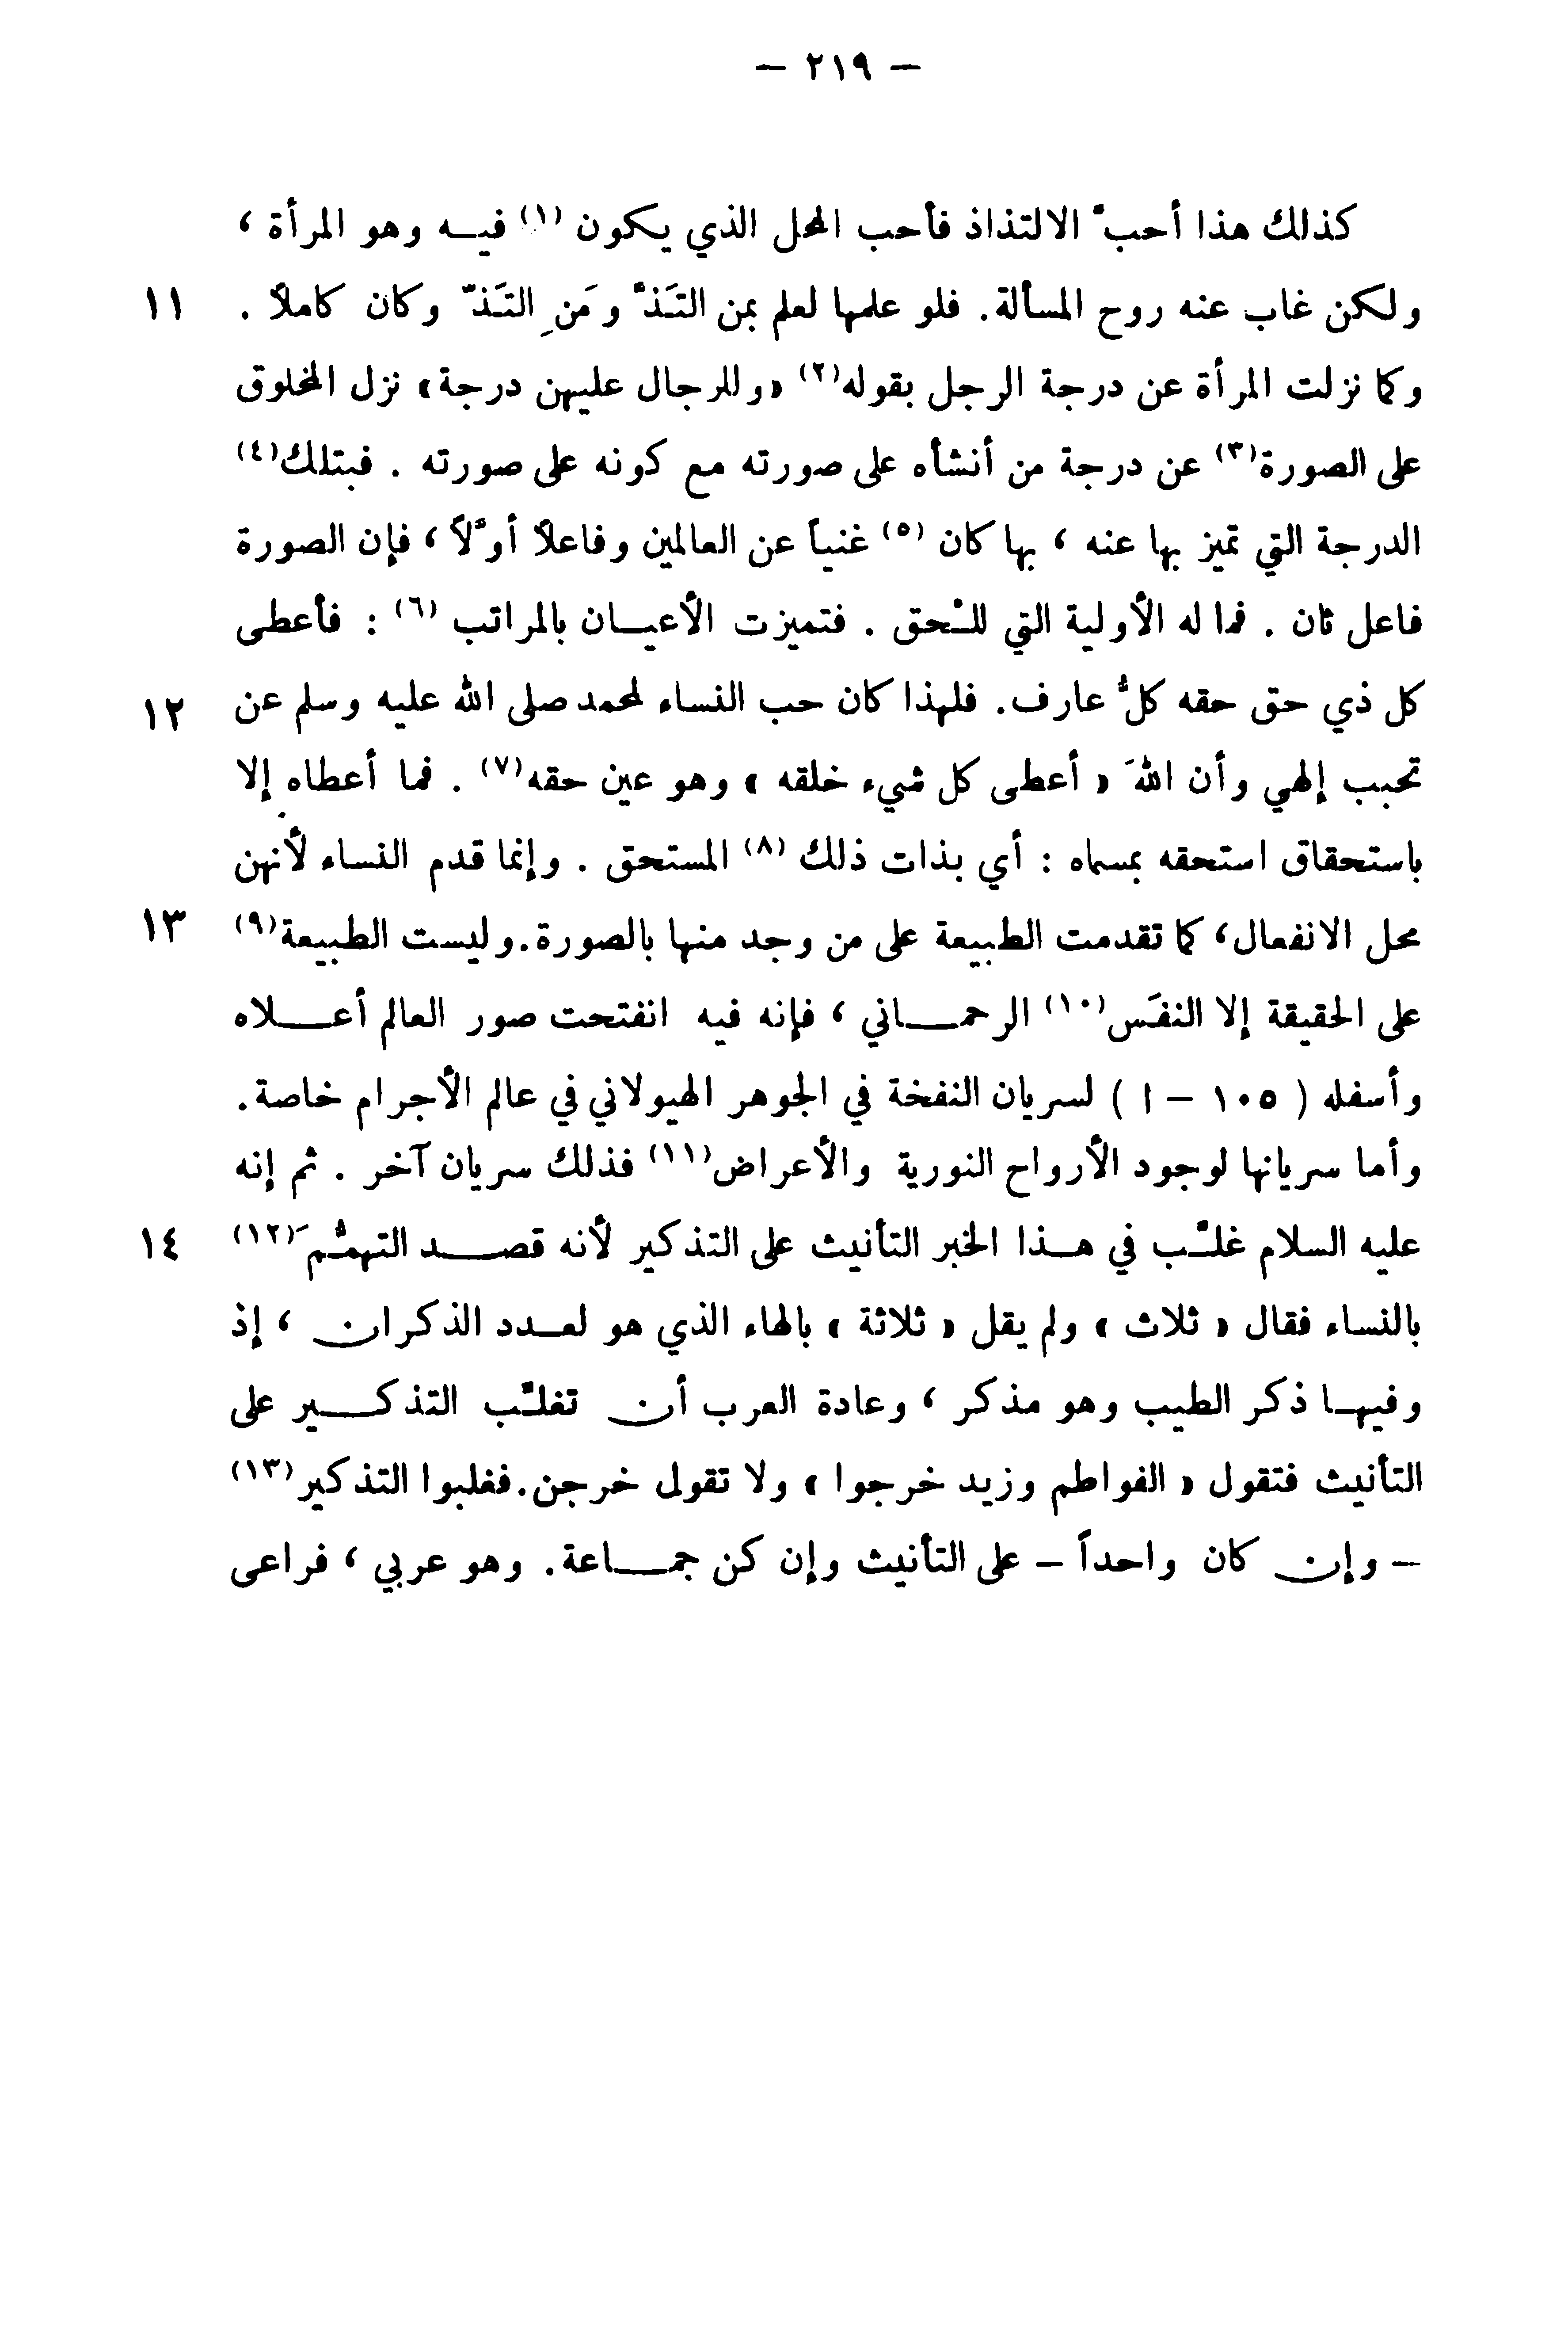 — ٢١٩ —
كذلك هذا أحبَّ الالتذاذ فأحب المحل الذي يكون (١) فيه وهو المرأة ،
ولكن غاب عنه روح المسألة. فلو علمها لعلم بمن التَذَّ ومَنِ التَذّ وكان كاملاً . ١١
وكما نزلت المرأة عن درجة الرجل بقوله(٢) «وللرجال عليهن درجة» نزل المخلوق
على الصورة(٣) عن درجة من أنشأه على صورته مع كونه على صورته . فبتلك(٤)
الدرجة التي تميز بها عنه ، بها كان (٥) غنياً عن العالمين وفاعلاً أوَّلاً ، فإن الصورة
فاعل ثان . فما له الأولية التي للحق . فتميزت الأعيان بالمراتب (٦) : فأعطى
كل ذي حق حقه كلُّ عارف. فلهذا كان حب النساء لمحمد صلى الله عليه وسلم عن ١٢
تحبب إلهي وأن اللهَ « أعطى كل شيء خلقه » وهو عين حقه(٧) . فما أعطاه إلا
باستحقاق استحقه بمسماه : أي بذات ذلك (٨) المستحق . وإنما قدم النساء لأنهن
محل الانفعال، كما تقدمت الطبيعة على من وجد منها بالصورة. وليست الطبيعة(٩) ١٣
على الحقيقة إلا النفَس(١٠) الرحماني ، فإنه فيه انفتحت صور العالم أعلاه
وأسفله ( ١٠٥ – ا ) لسريان النفخة في الجوهر الهيولاني في عالم الأجرام خاصة.
وأما سريانها لوجود الأرواح النورية والأعراض(١١) فذلك سريان آخر . ثم إنه
عليه السلام غلَّب في هذا الخبر التأنيث على التذكير لأنه قصد التهمُّمَ(١٢) ١٤
بالنساء فقال « ثلاث » ولم يقل « ثلاثة » بالهاء الذي هو لعدد الذكران ، إذ
وفيها ذكر الطيب وهو مذكر ، وعادة العرب أن تغلّب التذكير على
التأنيث فتقول « الفواطم وزيد خرجوا » ولا تقول خرجن. فغلبوا التذكير(١٣)
– وإن كان واحداً – على التأنيث وإن كن جماعة. وهو عربي ، فراعى